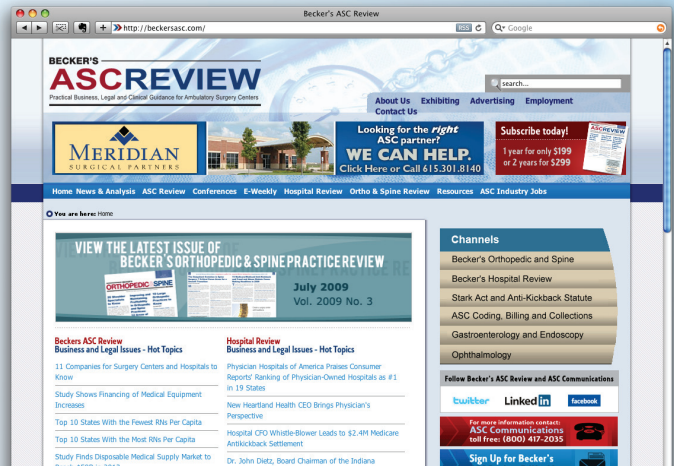 Becker's ASC Review
http://beckersasc.com/
RSS
Google
BECKER'S
ASCREVIEW
Practical Business, Legal and Clinical Guidance for Ambulatory Surgery Centers
search...
About Us Exhibiting Advertising Employment
Contact Us
MERIDIAN
SURGICAL PARTNERS
Looking for the right
ASC partner?
WE CAN HELP.
Click Here or Call 615.301.8140
Subscribe today!
1 year for only $199
or 2 years for $299
ASCREVIEW
Home News & Analysis ASC Review Conferences E-Weekly Hospital Review Ortho & Spine Review Resources ASC Industry Jobs
You are here: Home
VIEW THE LATEST ISSUE OF
BECKER'S ORTHOPEDIC & SPINE PRACTICE REVIEW
ORTHOPEDIC SPINE
July 2009
Vol. 2009 No. 3
Beckers ASC Review
Business and Legal Issues - Hot Topics
11 Companies for Surgery Centers and Hospitals to
Know
Study Shows Financing of Medical Equipment
Increases
Top 10 States With the Fewest RNs Per Capita
Top 10 States With the Most RNs Per Capita
Study Finds Disposable Medical Supply Market to
Hospital Review
Business and Legal Issues - Hot Topics
Physician Hospitals of America Praises Consumer
Reports' Ranking of Physician-Owned Hospitals as #1
in 19 States
New Heartland Health CEO Brings Physician's
Perspective
Hospital CFO Whistle-Blower Leads to $2.4M Medicare
Antikickback Settlement
Dr. John Dietz, Board Chairman of the Indiana
Channels
Becker's Orthopedic and Spine
Becker's Hospital Review
Stark Act and Anti-Kickback Statute
ASC Coding, Billing and Collections
Gastroenterology and Endoscopy
Ophthalmology
Follow Becker's ASC Review and ASC Communications
twitter Linked in facebook
For more information contact:
ASC Communications
toll free: (800) 417-2035
Sign Up for Becker's